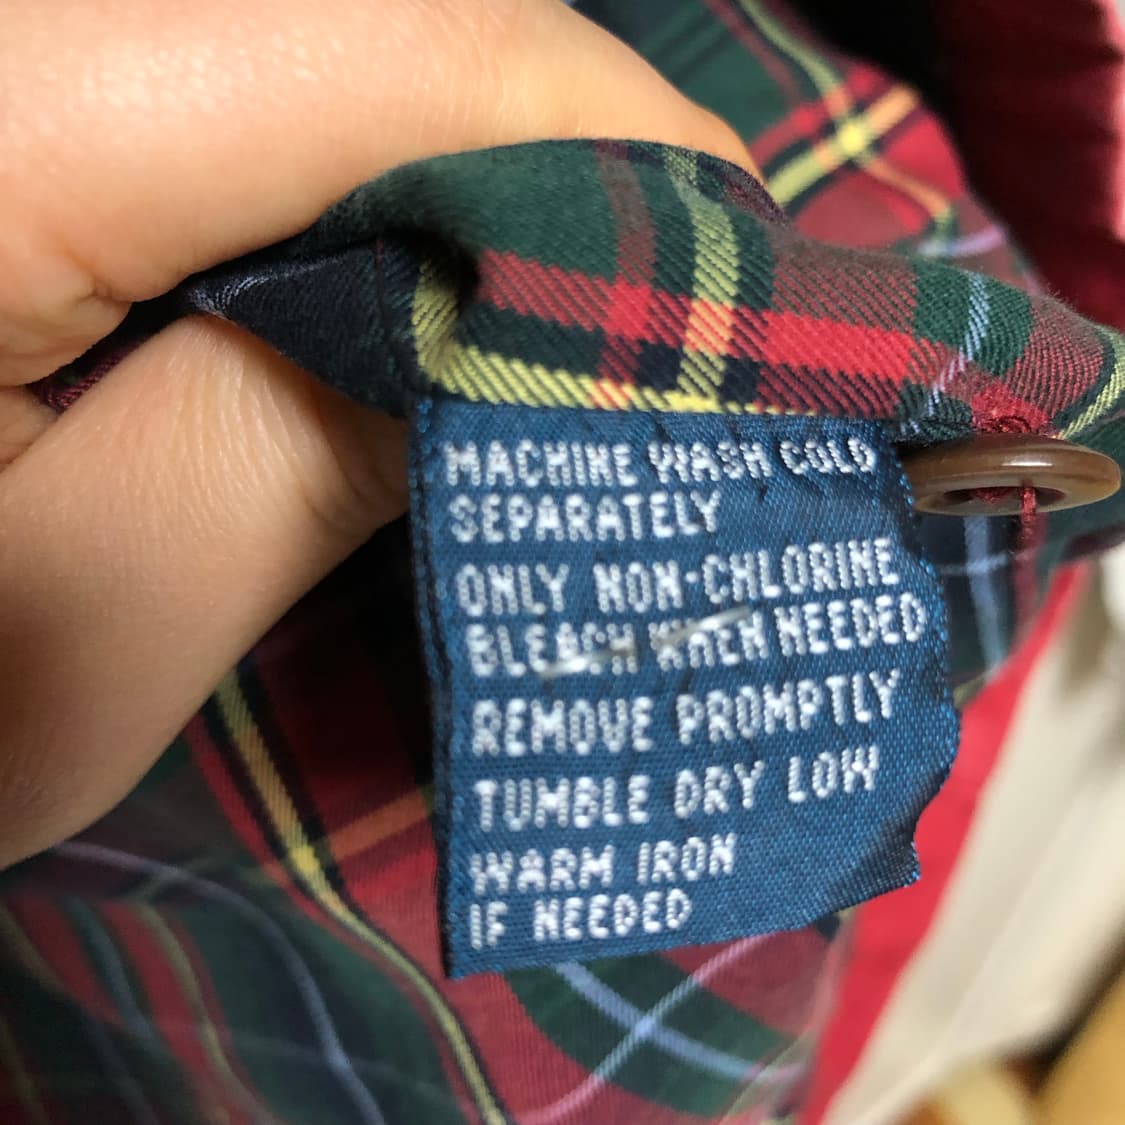 MACHINE WASH COLD
SEPARATELY
ONLY NON-CHLORINE
BLEACH WHEN NEEDED
REMOVE PROMPTLY
TUMBLE DRY LOW
WARM IRON
IF NEEDED